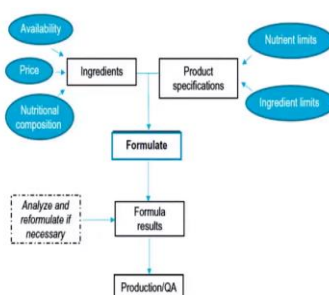 Availability
Nutrient limits
Price
Ingredients
Product
specifications
Nutritional
composition
Ingredient limits
Formulate
Analyze and
reformulate if
necessary
Formula
results
Production/QA